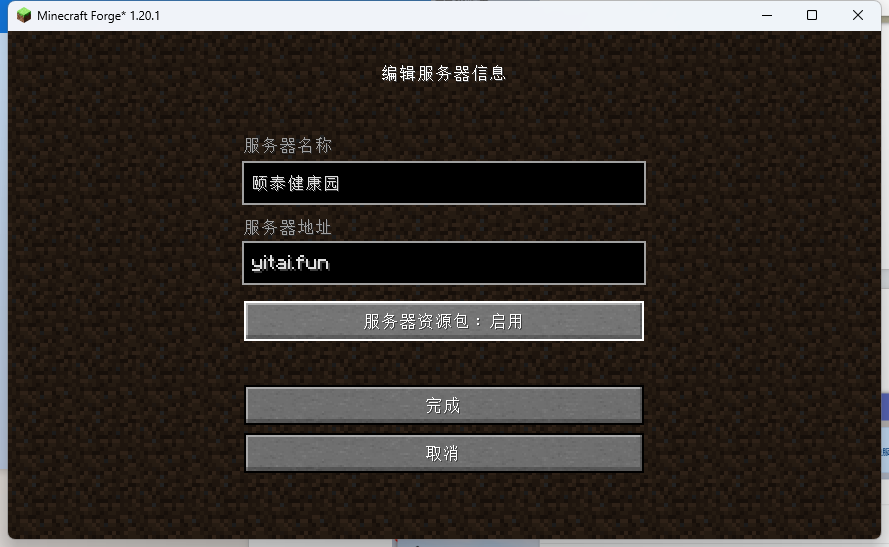 Minecraft Forge* 1.20.1
编辑服务器信息
服务器名称
颐泰健康园
服务器地址
yitai.fun
服务器资源包：启用
完成
取消
服